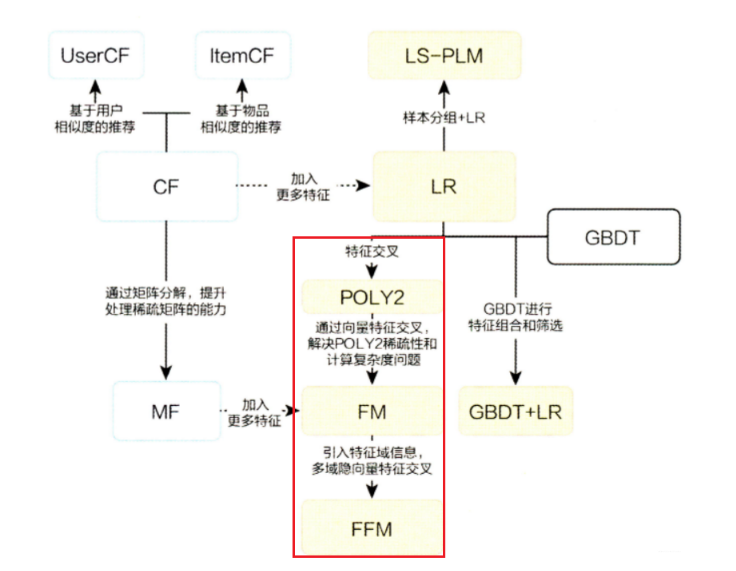 UserCF
ItemCF
LS-PLM
基于用户
相似度的推荐
基于物品
相似度的推荐
样本分组+LR
CF
加入
更多特征
LR
GBDT
特征交叉
POLY2
通过矩阵分解，提升
处理稀疏矩阵的能力
GBDT进行
特征组合和筛选
通过向量特征交叉，
解决POLY2稀疏性和
计算复杂度问题
MF
加入
更多特征
FM
GBDT+LR
引入特征域信息，
多域隐向量特征交叉
FFM